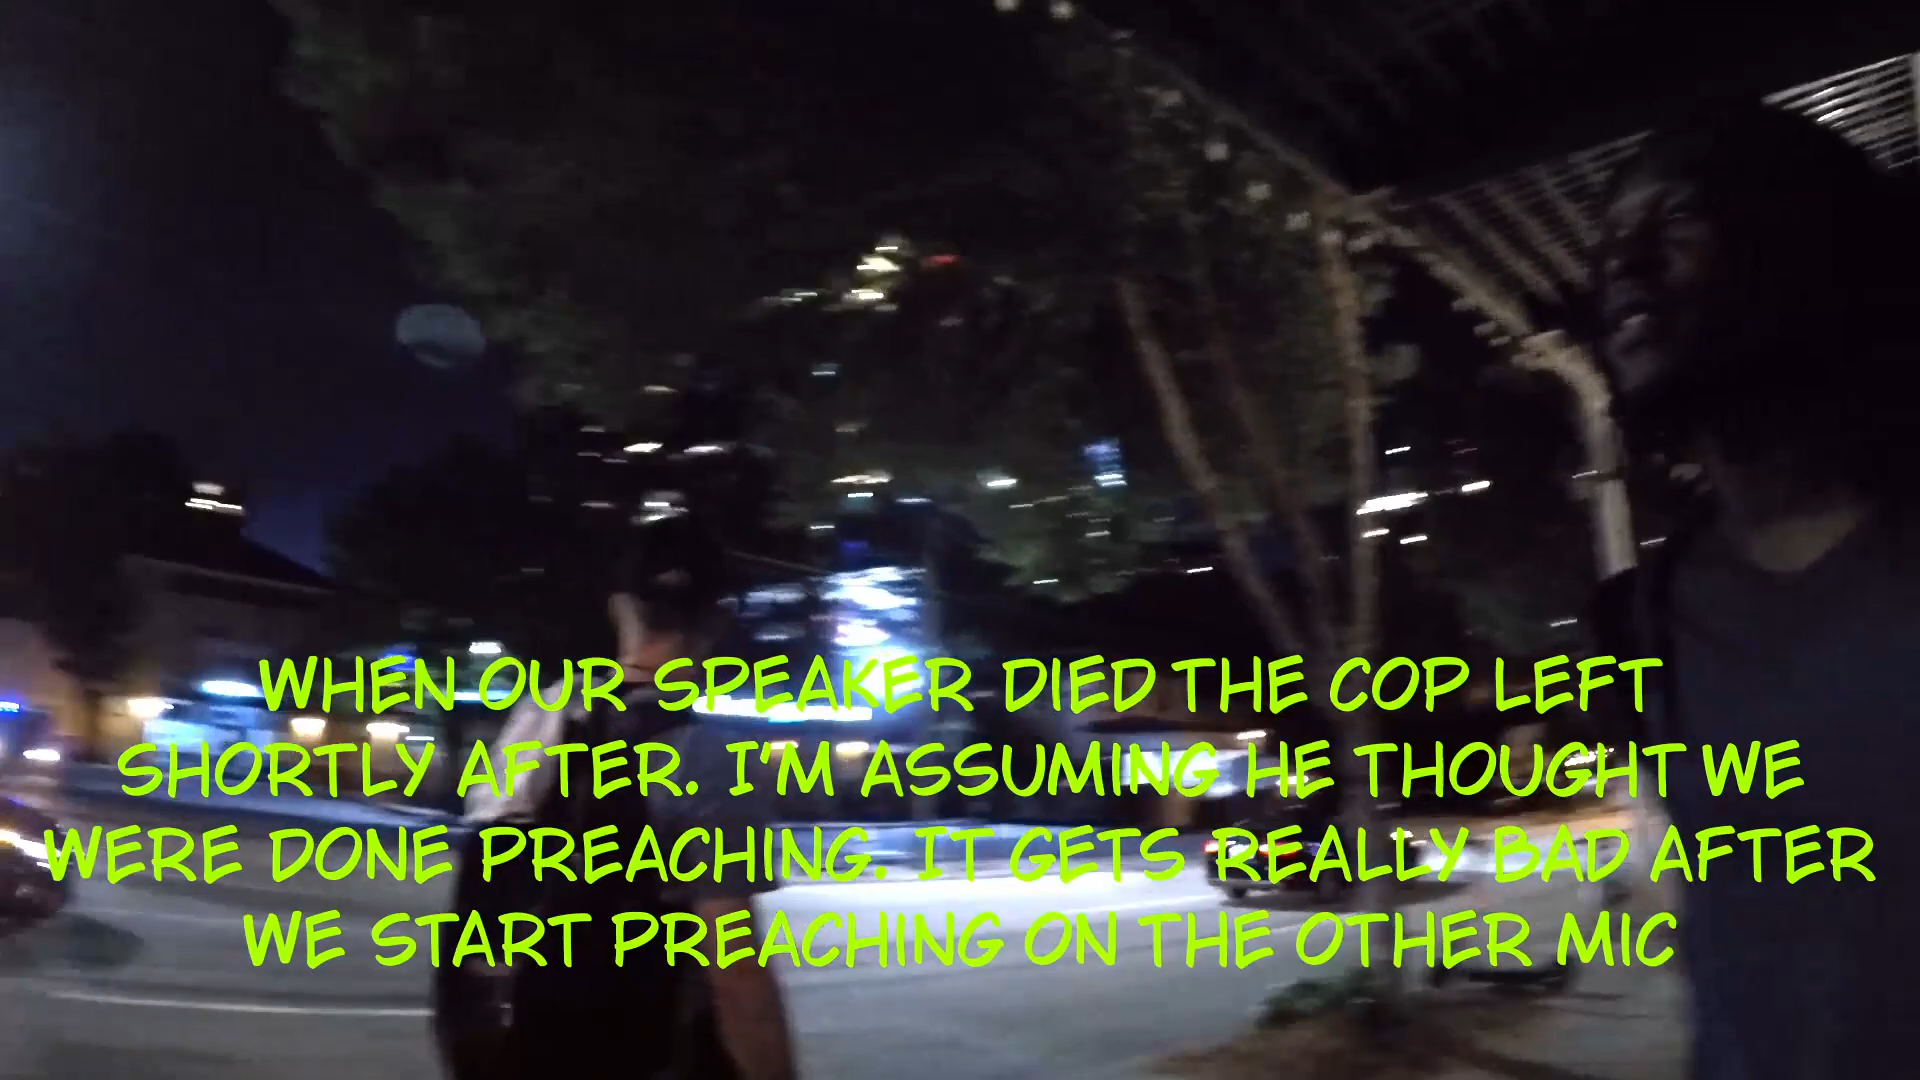 WHEN OUR SPEAKER DIED THE COP LEFT
SHORTLY AFTER. I'M ASSUMING HE THOUGHT WE
WERE DONE PREACHING. IT GETS REALLY BAD AFTER
WE START PREACHING ON THE OTHER MIC